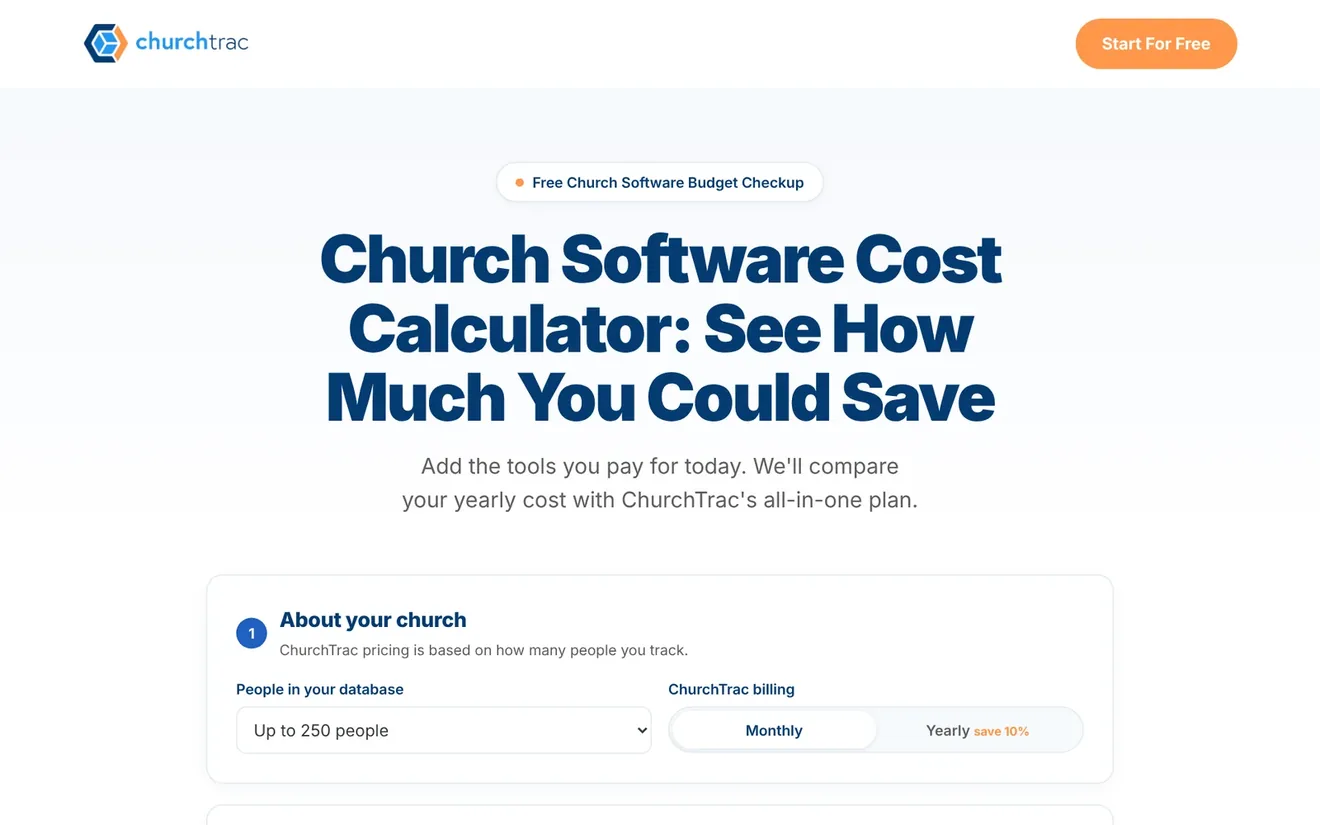 churchtrac
Start For Free
Free Church Software Budget Checkup
Church Software Cost
Calculator: See How
Much You Could Save
Add the tools you pay for today. We'll compare
your yearly cost with ChurchTrac's all-in-one plan.
1
About your church
ChurchTrac pricing is based on how many people you track.
People in your database
ChurchTrac billing
Up to 250 people
Monthly
Yearly save 10%